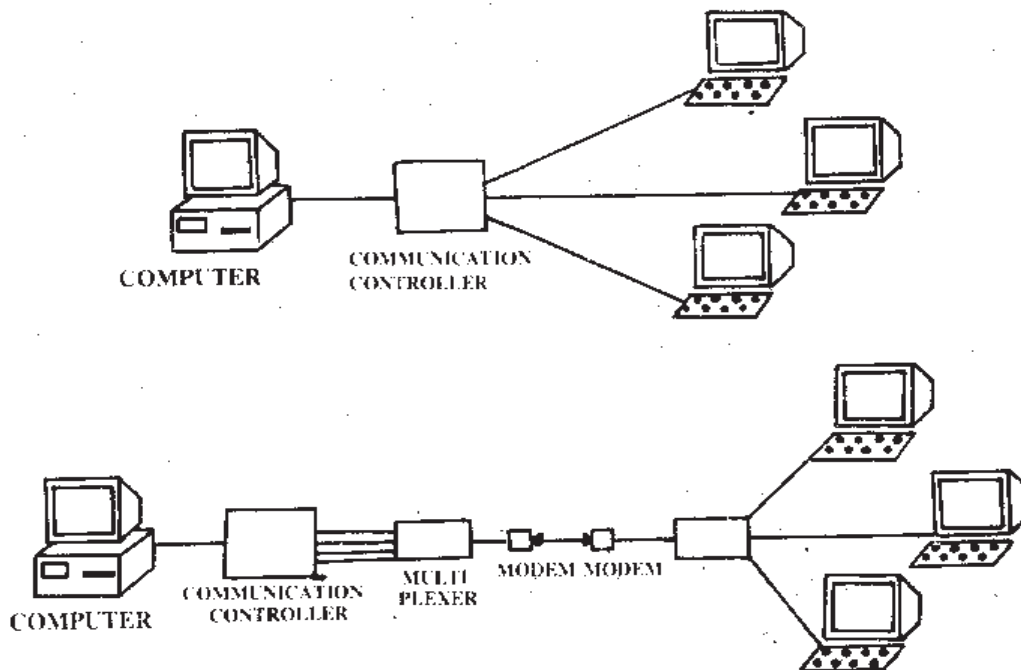 COMPUTER
COMMUNICATION
CONTROLLER
COMMUNICATION
CONTROLLER
MULTI
PLEXER
MODEM MODEM
COMPUTER